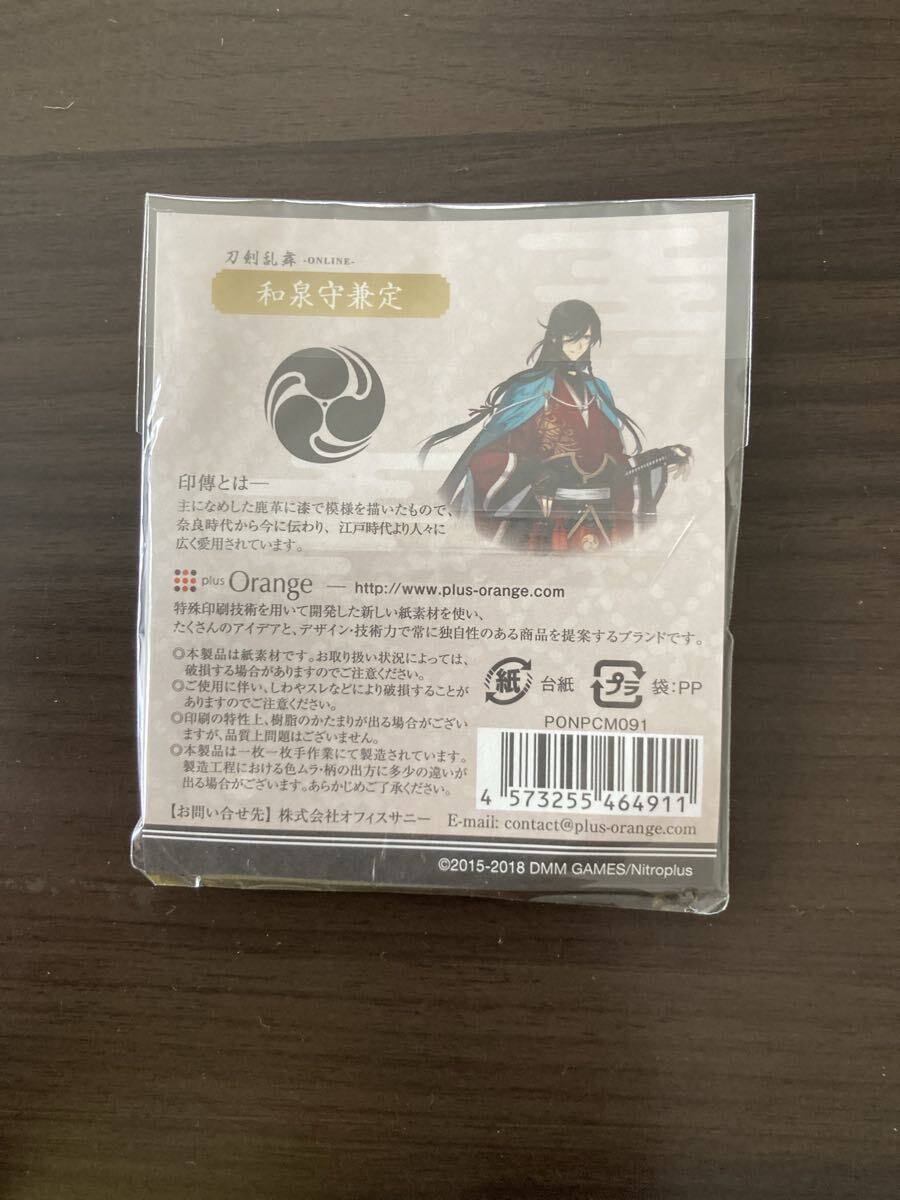 刀剣乱舞 -ONLINE-
和泉守兼定
印傳とは―
主になめした鹿革に漆で模様を描いたもので、
奈良時代から今に伝わり、江戸時代より人々に
広く愛用されています。
plus Orange ― http://www.plus-orange.com
特殊印刷技術を用いて開発した新しい紙素材を使い、
たくさんのアイデアと、デザイン・技術力で常に独自性のある商品を提案するブランドです。
◎本製品は紙素材です。お取り扱い状況によっては、
破損する場合がありますのでご注意ください。
◎ご使用に伴い、しわやスレなどにより破損することが
ありますのでご注意ください。
◎印刷の特性上、樹脂のかたまりが出る場合がござい
ますが、品質上問題はございません。
◎本製品は一枚一枚手作業にて製造されています。
製造工程における色ムラ・柄の出方に多少の違いが
出る場合がございます。あらかじめご了承ください。
紙 台紙 プラ 袋:PP
PONPCM091
4 573255 464911
【お問い合せ先】 株式会社オフィスサニー E-mail: contact@plus-orange.com
©2015-2018 DMM GAMES/Nitroplus